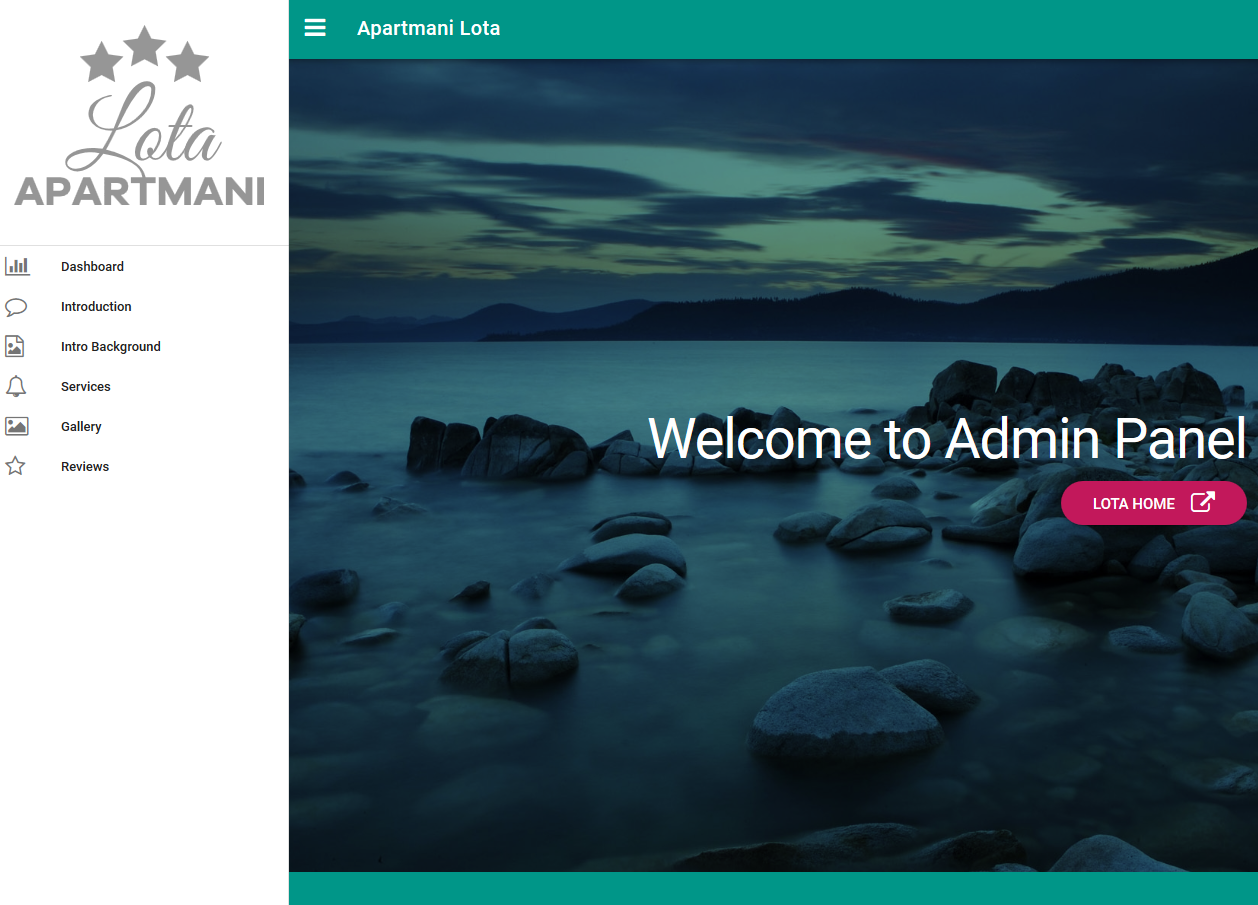 Lota
APARTMANI
Apartmani Lota
Dashboard
Introduction
Intro Background
Services
Gallery
Reviews
Welcome to Admin Panel
LOTA HOME